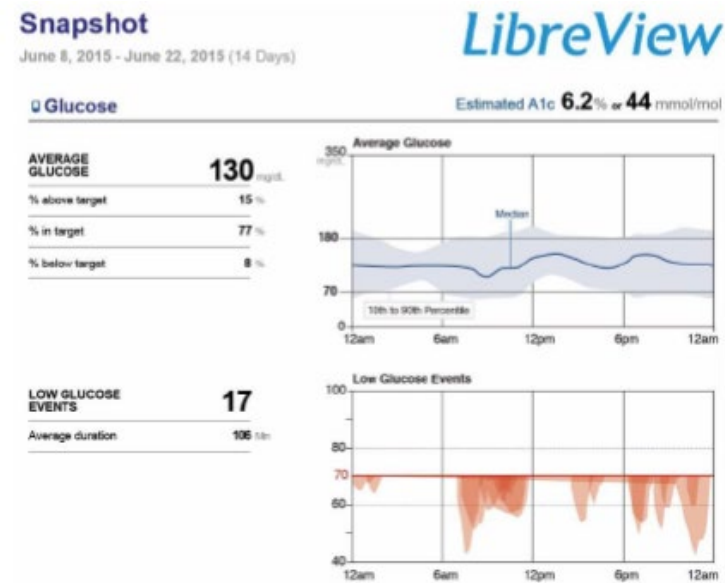 Snapshot
LibreView
June 8, 2015 - June 22, 2015 (14 Days)
Glucose
Estimated A1c 6.2% or 44 mmol/mol
AVERAGE
GLUCOSE
130 mg/dL
% above target 15 %
% in target 77 %
% below target 8 %
Average Glucose
350
mg/dL
Median
180
70
10th to 90th Percentile
0
12am 6am 12pm 6pm 12am
LOW GLUCOSE
EVENTS
17
Average duration 106 Min
Low Glucose Events
100
80
70
60
40
12am 6am 12pm 6pm 12am